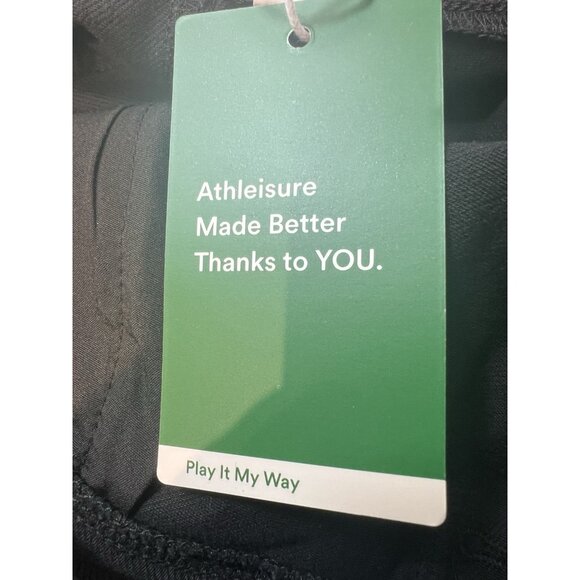 Athleisure
Made Better
Thanks to YOU.
Play It My Way